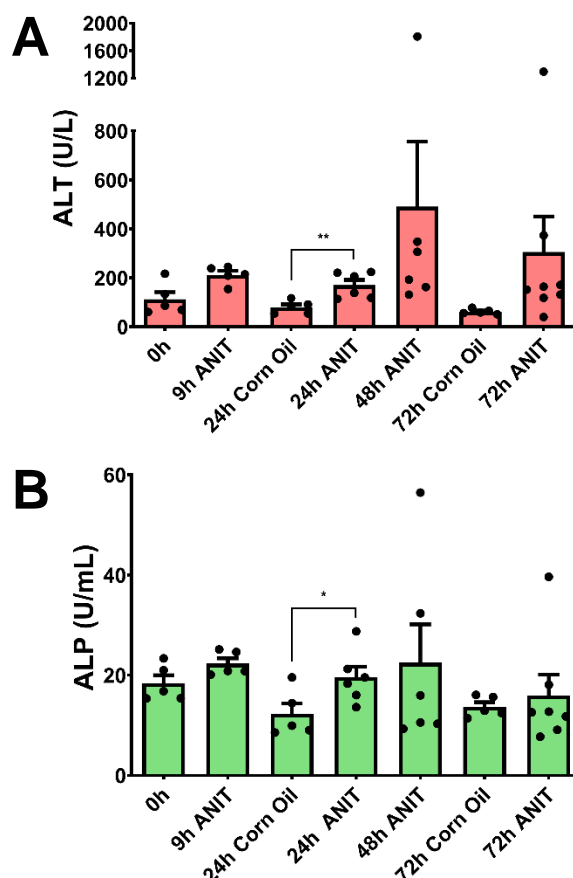 A
ALT (U/L)
2000
1600
1200
800
600
400
200
0
**
0h
9h ANIT
24h Corn Oil
24h ANIT
48h ANIT
72h Corn Oil
72h ANIT
B
ALP (U/mL)
60
40
20
0
*
0h
9h ANIT
24h Corn Oil
24h ANIT
48h ANIT
72h Corn Oil
72h ANIT